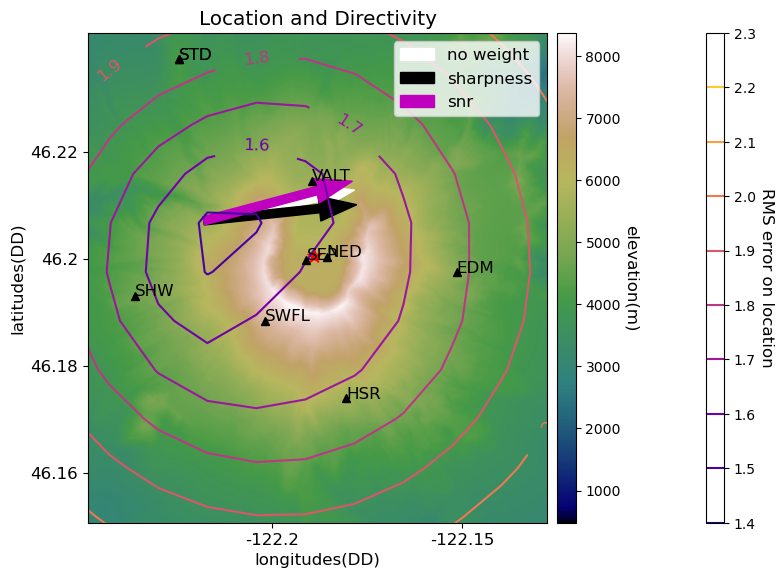 Location and Directivity
no weight
sharpness
snr
STD
1.9
1.8
1.7
1.6
VALT
SEP
NED
EDM
SHW
SWFL
HSR
46.22
46.2
46.18
46.16
latitudes(DD)
-122.2
-122.15
longitudes(DD)
8000
7000
6000
5000
4000
3000
2000
1000
elevation(m)
2.3
2.2
2.1
2.0
1.9
1.8
1.7
1.6
1.5
1.4
RMS error on location